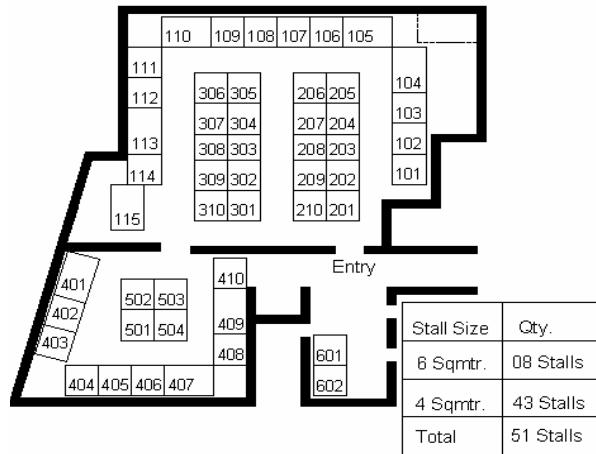 110 109 108 107 106 105
111
104
112
306 305 206 205
103
307 304 207 204
113
102
308 303 208 203
114
101
309 302 209 202
115
310 301 210 201
Entry
401
410
402
502 503
403
501 504
409
408
601
404 405 406 407
602
Stall Size Qty.
6 Sqmtr. 08 Stalls
4 Sqmtr. 43 Stalls
Total 51 Stalls